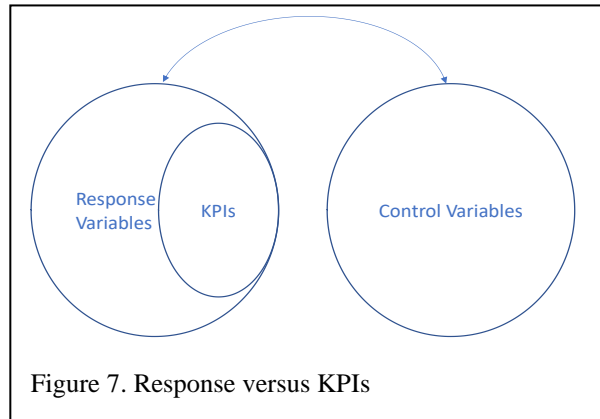 Response
Variables
KPIs
Control Variables
Figure 7. Response versus KPIs